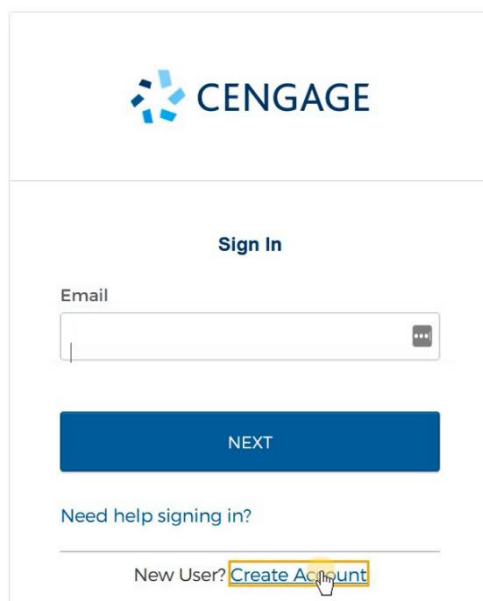 CENGAGE
Sign In
Email
NEXT
Need help signing in?
New User? Create Account